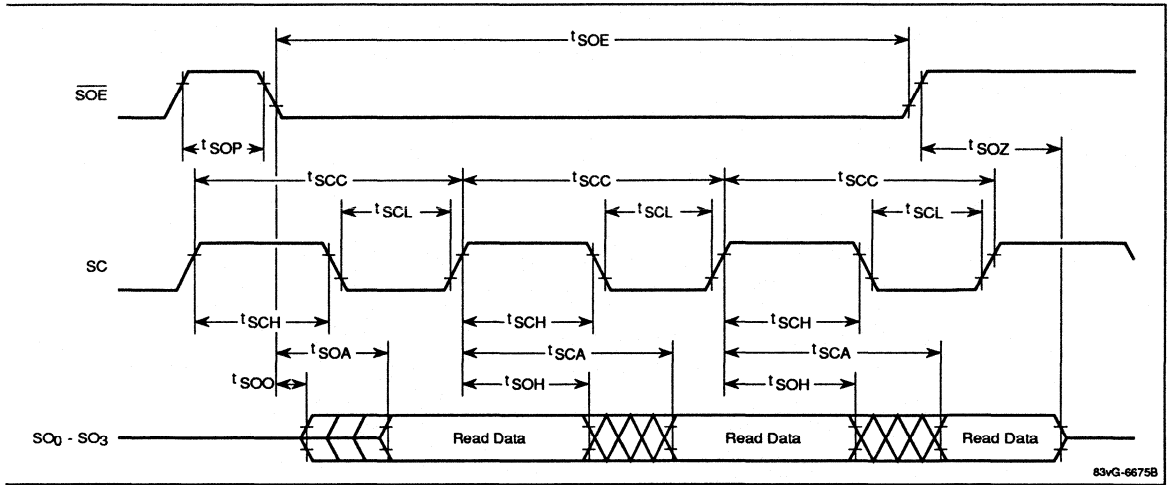 tSOE
SOE
tSOP
tSOZ
tSCC tSCC tSCC
tSCL tSCL tSCL
SC
tSCH tSCH tSCH
tSOA tSCA tSCA
tSOO tSOH tSOH
SO0 - SO3 Read Data Read Data Read Data
83vG-6675B